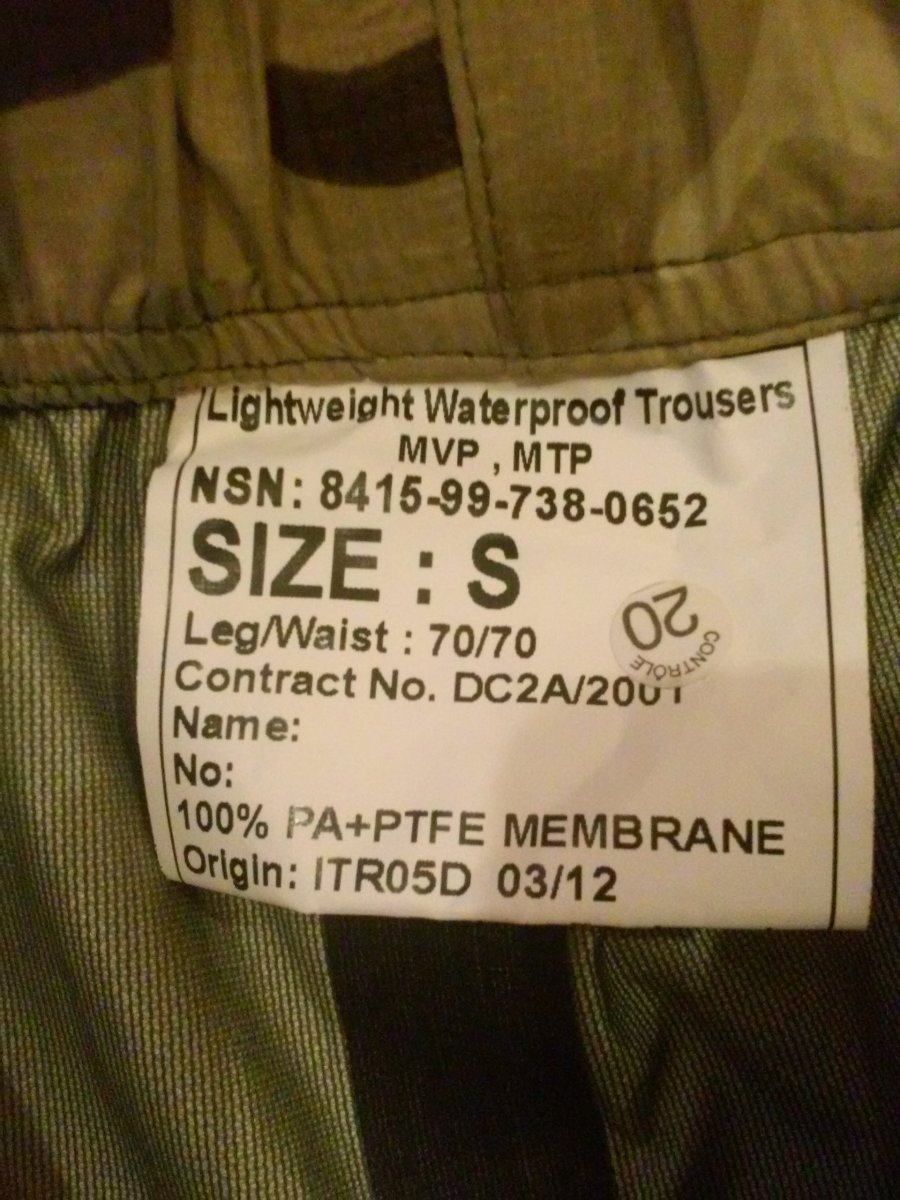 Lightweight Waterproof Trousers
MVP , MTP
NSN: 8415-99-738-0652
SIZE : S
Leg/Waist : 70/70
Contract No. DC2A/2001
Name:
No:
100% PA+PTFE MEMBRANE
Origin: ITR05D 03/12
20
CONTRÔLE